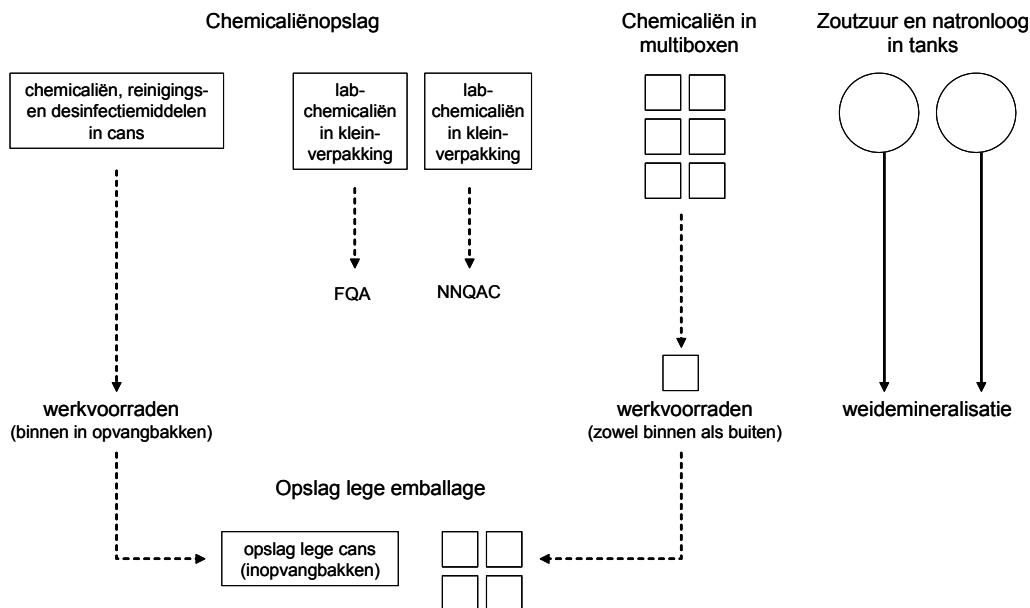 Chemicaliënopslag
Chemicaliën in
multiboxen
Zoutzuur en natronloog
in tanks
chemicaliën, reinigings-
en desinfectiemiddelen
in cans
lab-
chemicaliën
in klein-
verpakking
lab-
chemicaliën
in klein-
verpakking
FQA
NNQAC
werkvoorraden
(binnen in opvangbakken)
werkvoorraden
(zowel binnen als buiten)
weidemineralisatie
Opslag lege emballage
opslag lege cans
(inopvangbakken)